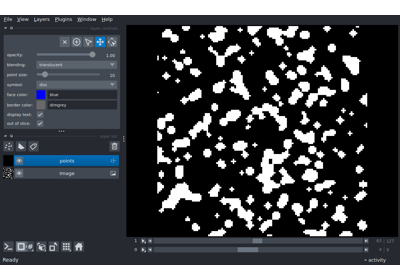 File View Layers Plugins Window Help
opacity: 1.00
blending: translucent
point size: 10
symbol: disc
face color: blue
border color: dimgrey
display text:
out of slice:
points
Image
1
0
Ready
activity